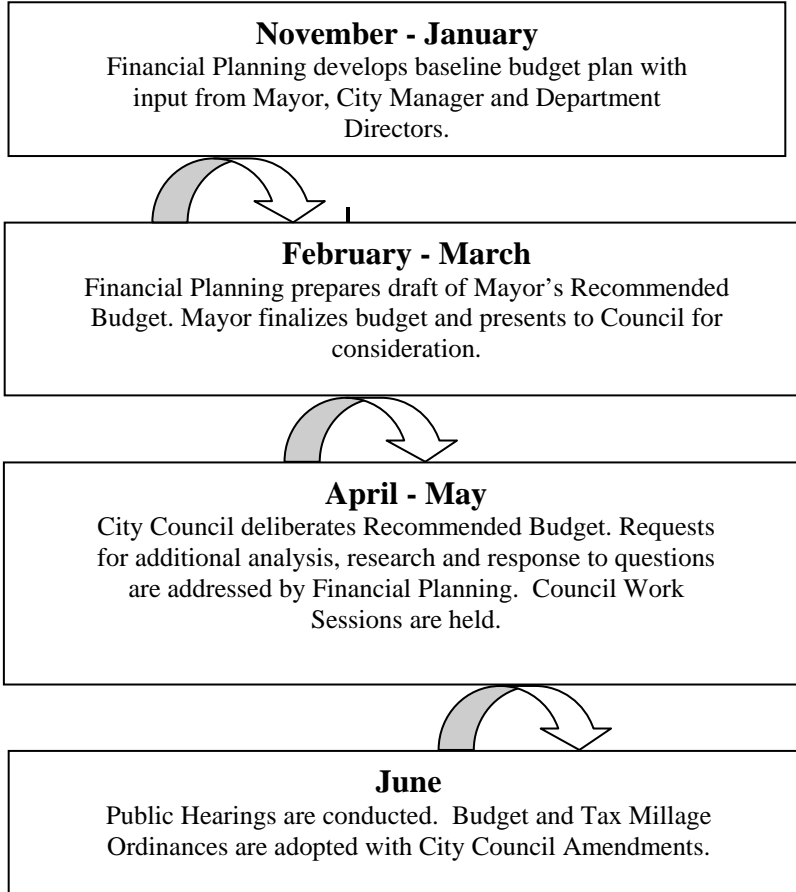 November - January
Financial Planning develops baseline budget plan with
input from Mayor, City Manager and Department
Directors.
February - March
Financial Planning prepares draft of Mayor’s Recommended
Budget. Mayor finalizes budget and presents to Council for
consideration.
April - May
City Council deliberates Recommended Budget. Requests
for additional analysis, research and response to questions
are addressed by Financial Planning.  Council Work
Sessions are held.
June
Public Hearings are conducted.  Budget and Tax Millage
Ordinances are adopted with City Council Amendments.